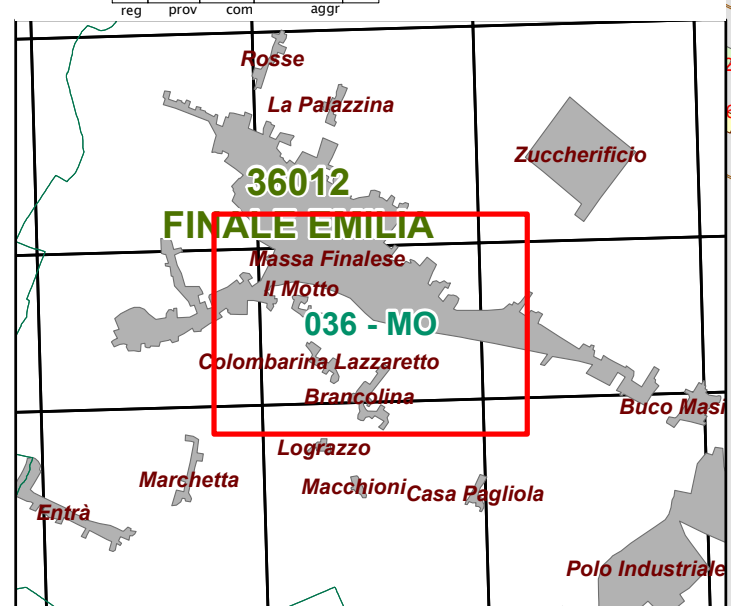 reg prov com aggr
Rosse
La Palazzina
Zuccherificio
36012
FINALE EMILIA
Massa Finalese
Il Motto
036 - MO
Colombarina Lazzaretto
Brancolina
Buco Masi
Lograzzo
Marchetta
Macchioni Casa Pagliola
Entrà
Polo Industriale